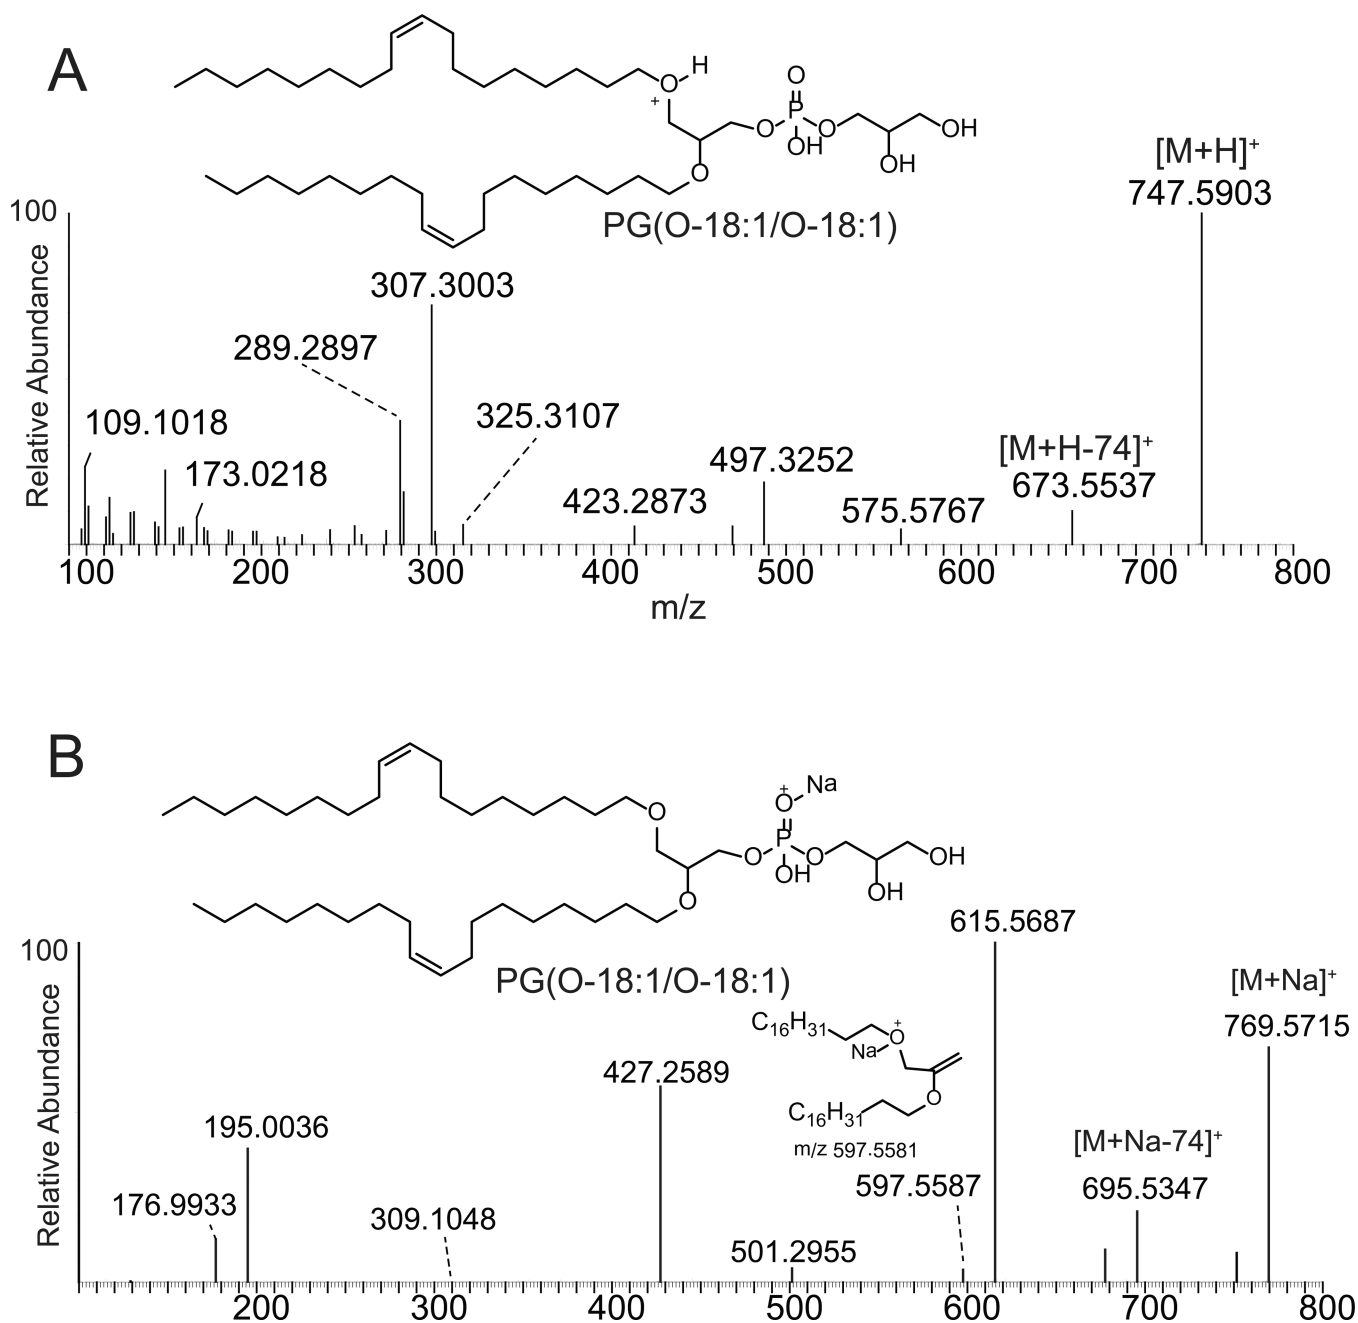 A
H
O
+
O
P
O
O
OH
OH
OH
O
PG(O-18:1/O-18:1)
[M+H]+
747.5903
100
307.3003
289.2897
325.3107
109.1018
173.0218
423.2873
497.3252
575.5767
[M+H-74]+
673.5537
Relative Abundance
100 200 300 400 500 600 700 800
m/z
B
O
+
O
Na
P
O
O
OH
OH
OH
O
PG(O-18:1/O-18:1)
615.5687
100
[M+Na]+
769.5715
C16H31
O
+
Na
O
C16H31
m/z 597.5581
427.2589
195.0036
176.9933
309.1048
501.2955
597.5587
[M+Na-74]+
695.5347
Relative Abundance
200 300 400 500 600 700 800